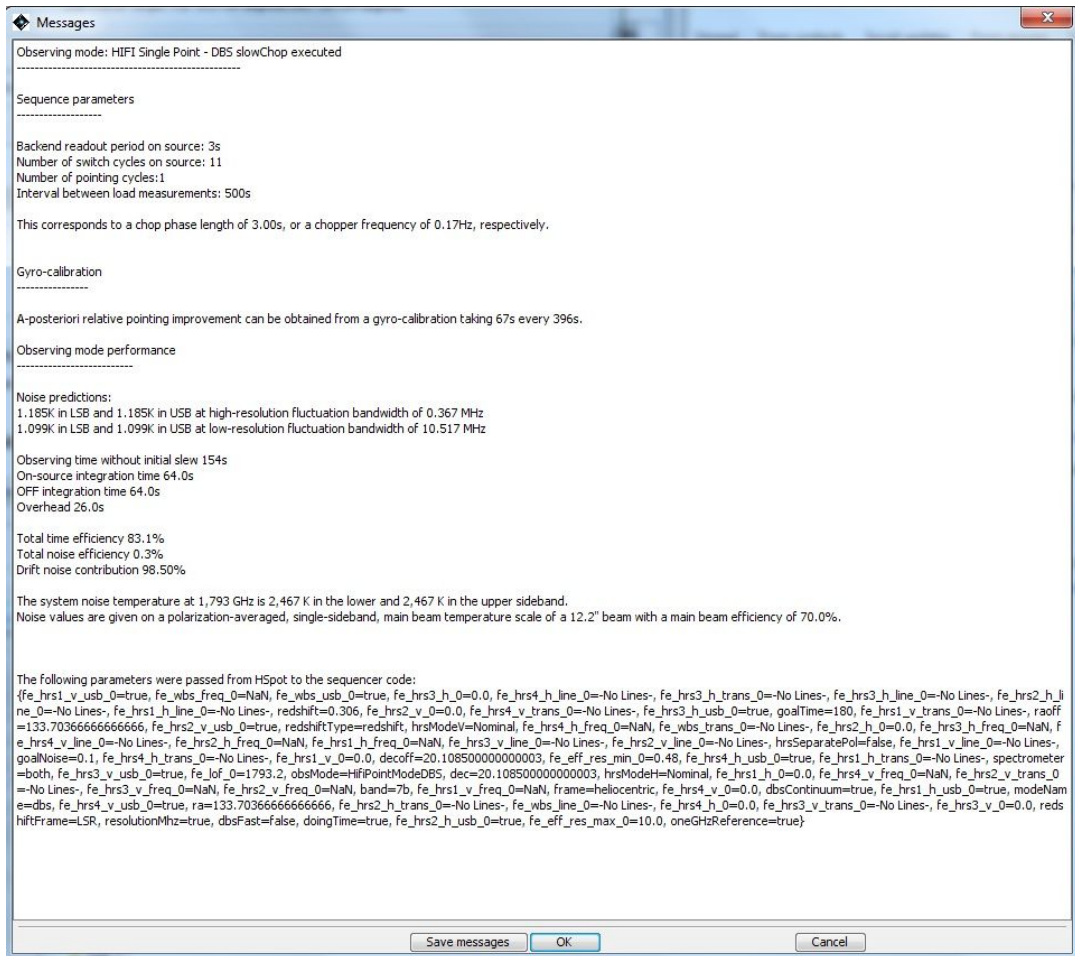 Messages
Observing mode: HIFI Single Point - DBS slowChop executed
--------------------------------------------------
Sequence parameters
-------------------
Backend readout period on source: 3s
Number of switch cycles on source: 11
Number of pointing cycles:1
Interval between load measurements: 500s
This corresponds to a chop phase length of 3.00s, or a chopper frequency of 0.17Hz, respectively.
Gyro-calibration
----------------
A-posteriori relative pointing improvement can be obtained from a gyro-calibration taking 67s every 396s.
Observing mode performance
--------------------------
Noise predictions:
1.185K in LSB and 1.185K in USB at high-resolution fluctuation bandwidth of 0.367 MHz
1.099K in LSB and 1.099K in USB at low-resolution fluctuation bandwidth of 10.517 MHz
Observing time without initial slew 154s
On-source integration time 64.0s
OFF integration time 64.0s
Overhead 26.0s
Total time efficiency 83.1%
Total noise efficiency 0.3%
Drift noise contribution 98.50%
The system noise temperature at 1,793 GHz is 2,467 K in the lower and 2,467 K in the upper sideband.
Noise values are given on a polarization-averaged, single-sideband, main beam temperature scale of a 12.2" beam with a main beam efficiency of 70.0%.
The following parameters were passed from HSpot to the sequencer code:
{fe_hrs1_v_usb_0=true, fe_wbs_freq_0=NaN, fe_wbs_usb_0=true, fe_hrs3_h_0=0.0, fe_hrs4_h_line_0=-No Lines-, fe_hrs3_h_trans_0=-No Lines-, fe_hrs3_h_line_0=-No Lines-, fe_hrs2_h_li
ne_0=-No Lines-, fe_hrs1_h_line_0=-No Lines-, redshift=0.306, fe_hrs2_v_0=0.0, fe_hrs4_v_trans_0=-No Lines-, fe_hrs3_h_usb_0=true, goalTime=180, fe_hrs1_v_trans_0=-No Lines-, raoff
=133.70366666666666, fe_hrs2_v_usb_0=true, redshiftType=redshift, hrsModeV=Nominal, fe_hrs4_h_freq_0=NaN, fe_wbs_trans_0=-No Lines-, fe_hrs2_h_0=0.0, fe_hrs3_h_freq_0=NaN, f
e_hrs4_v_line_0=-No Lines-, fe_hrs2_h_freq_0=NaN, fe_hrs1_h_freq_0=NaN, fe_hrs3_v_line_0=-No Lines-, fe_hrs2_v_line_0=-No Lines-, hrsSeparatePol=false, fe_hrs1_v_line_0=-No Lines-,
goalNoise=0.1, fe_hrs4_h_trans_0=-No Lines-, fe_hrs1_v_0=0.0, decoff=20.108500000000003, fe_eff_res_min_0=0.48, fe_hrs4_h_usb_0=true, fe_hrs1_h_trans_0=-No Lines-, spectrometer
=both, fe_hrs3_v_usb_0=true, fe_lof_0=1793.2, obsMode=HifiPointModeDBS, dec=20.108500000000003, hrsModeH=Nominal, fe_hrs1_h_0=0.0, fe_hrs4_v_freq_0=NaN, fe_hrs2_v_trans_0
=-No Lines-, fe_hrs3_v_freq_0=NaN, fe_hrs2_v_freq_0=NaN, band=7b, fe_hrs1_v_freq_0=NaN, frame=heliocentric, fe_hrs4_v_0=0.0, dbsContinuum=true, fe_hrs1_h_usb_0=true, modeNam
e=dbs, fe_hrs4_v_usb_0=true, ra=133.70366666666666, fe_hrs2_h_trans_0=-No Lines-, fe_wbs_line_0=-No Lines-, fe_hrs4_h_0=0.0, fe_hrs3_v_trans_0=-No Lines-, fe_hrs3_v_0=0.0, reds
hiftFrame=LSR, resolutionMhz=true, dbsFast=false, doingTime=true, fe_hrs2_h_usb_0=true, fe_eff_res_max_0=10.0, oneGHzReference=true}
Save messages OK Cancel